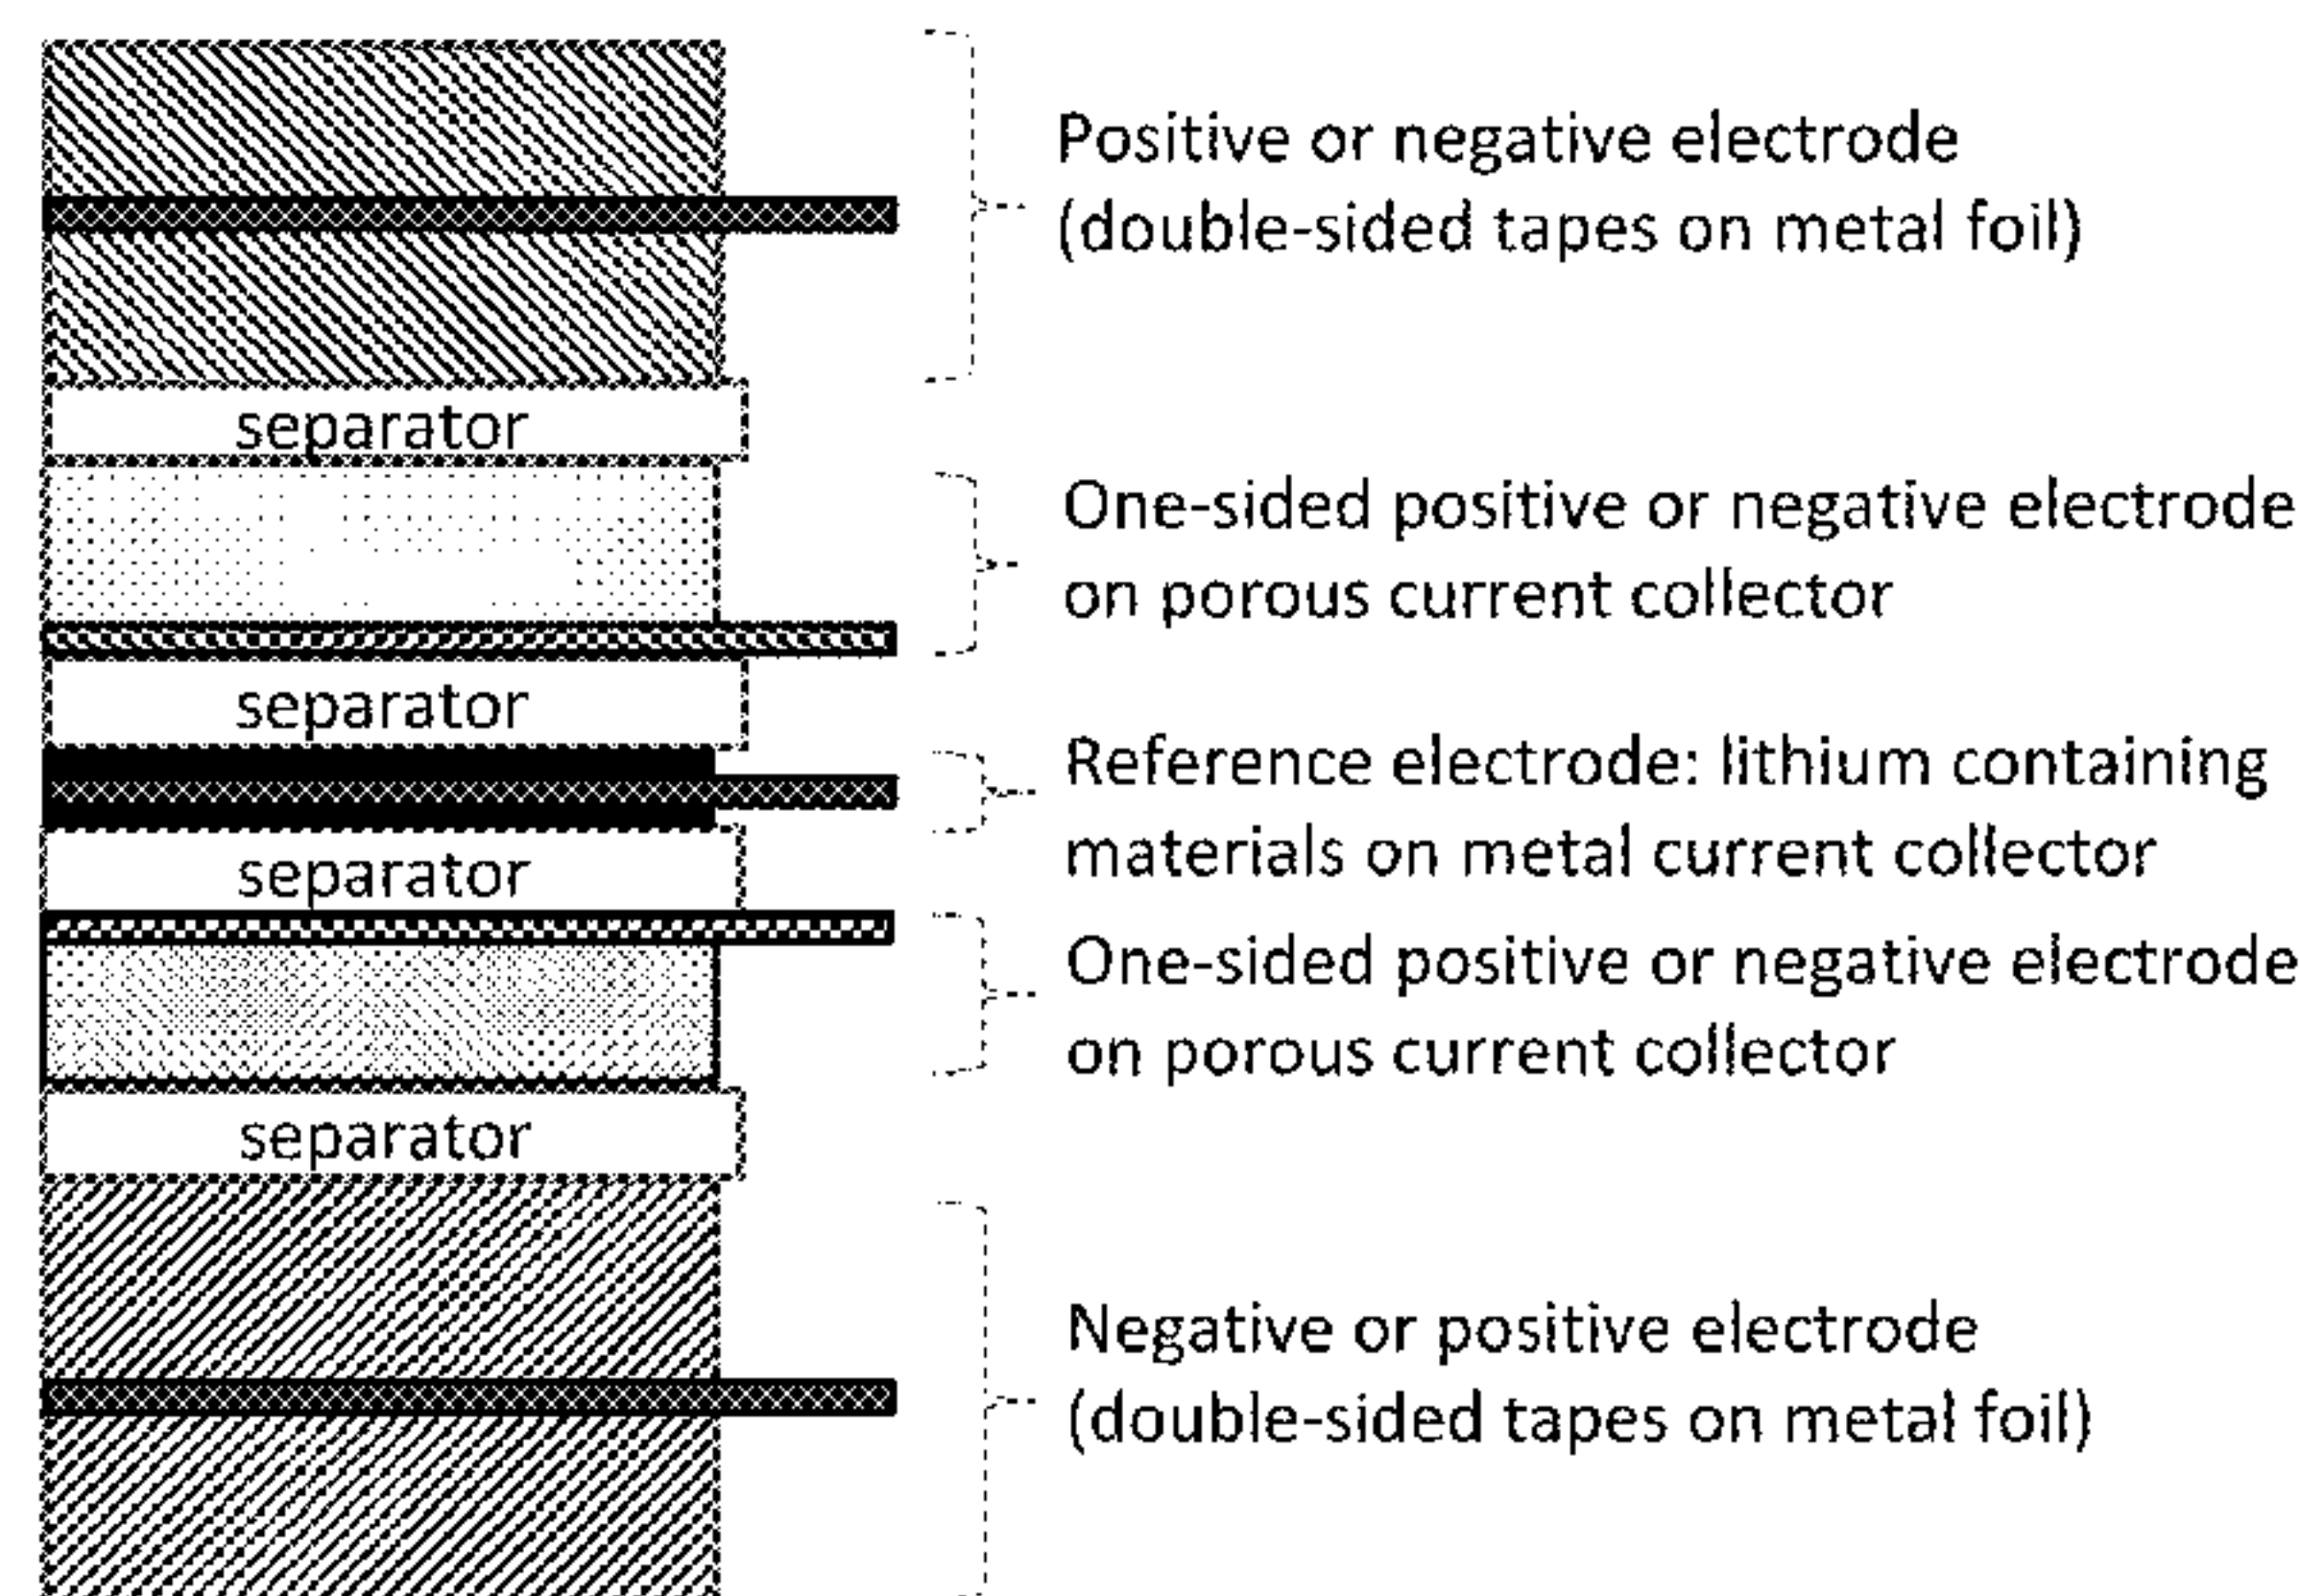 Positive or negative electrode
(double-sided tapes on metal foil)
separator
One-sided positive or negative electrode
on porous current collector
separator
Reference electrode: lithium containing
materials on metal current collector
separator
One-sided positive or negative electrode
on porous current collector
separator
Negative or positive electrode
(double-sided tapes on metal foil)